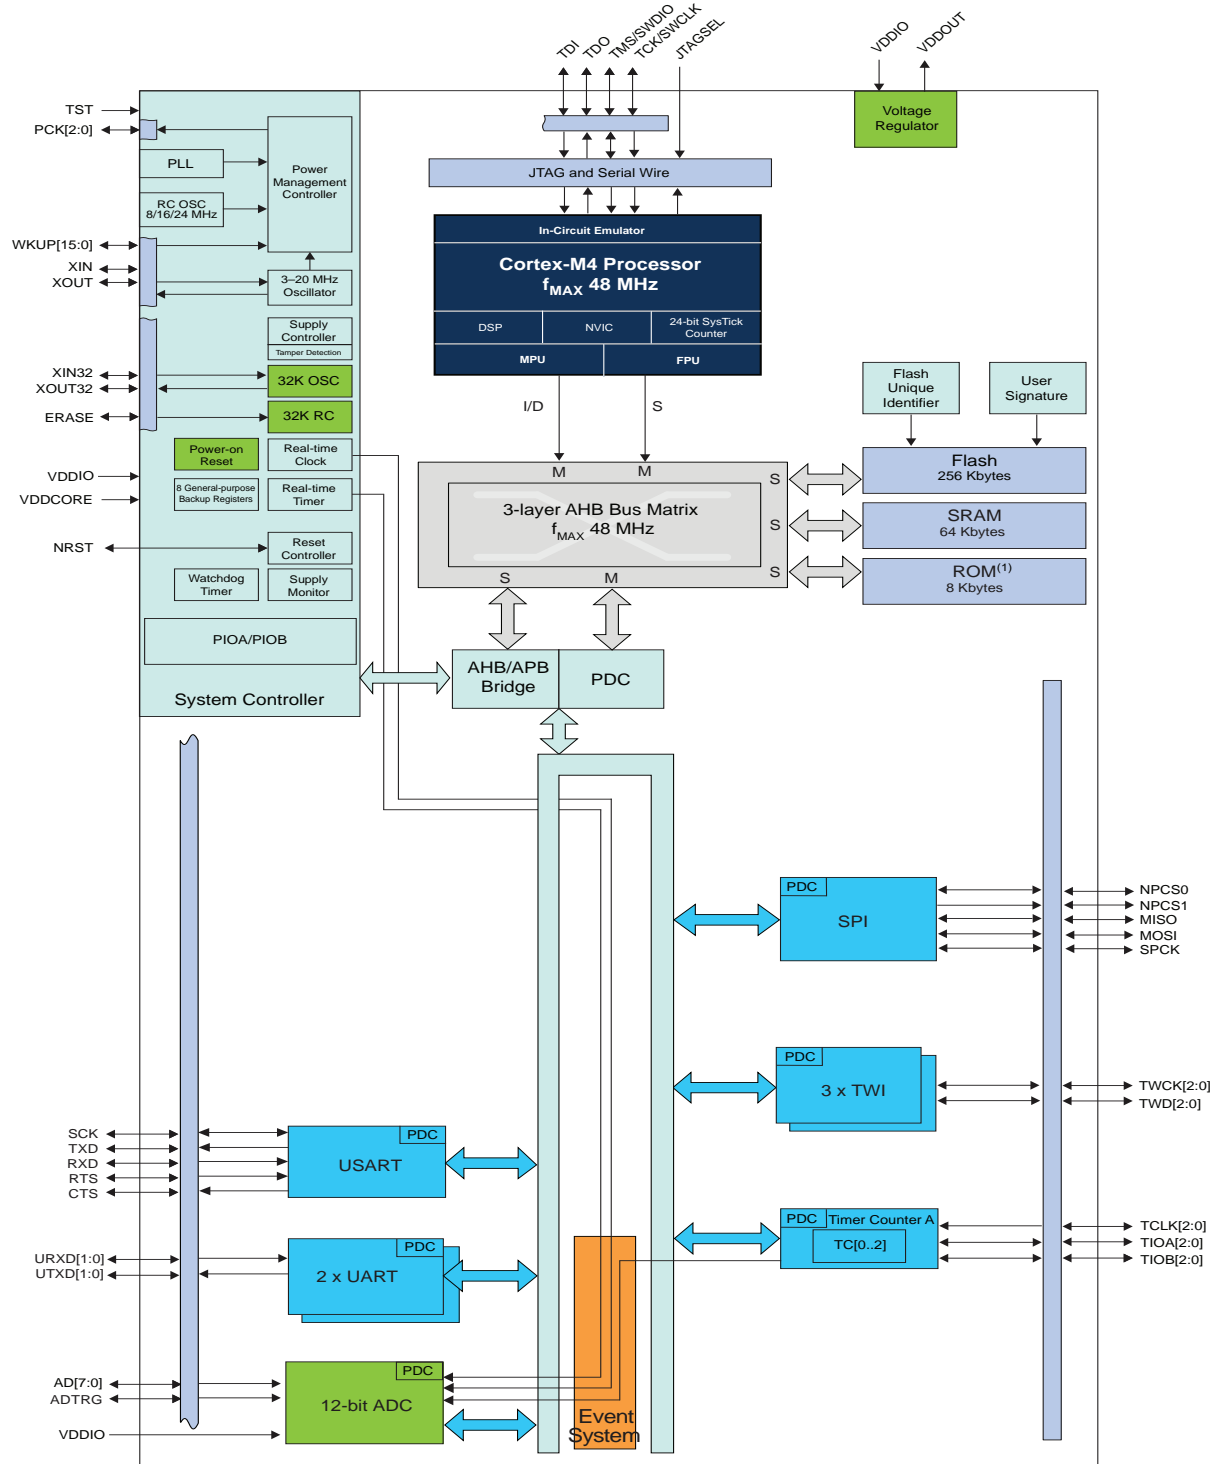 TDI
TDO
TMS/SWDIO
TCK/SWCLK
JTAGSEL
VDDIO
VDDOUT
TST
PCK[2:0]
PLL
RC OSC
8/16/24 MHz
Power
Management
Controller
Voltage
Regulator
JTAG and Serial Wire
WKUP[15:0]
XIN
XOUT
3–20 MHz
Oscillator
In-Circuit Emulator
Cortex-M4 Processor
fMAX 48 MHz
DSP
NVIC
24-bit SysTick
Counter
MPU
FPU
Supply
Controller
Tamper Detection
XIN32
XOUT32
32K OSC
ERASE
32K RC
I/D
S
Flash
Unique
Identifier
User
Signature
Power-on
Reset
Real-time
Clock
VDDIO
VDDCORE
8 General-purpose
Backup Registers
Real-time
Timer
NRST
Reset
Controller
Watchdog
Timer
Supply
Monitor
PIOA/PIOB
System Controller
M
M
S
S
S
3-layer AHB Bus Matrix
fMAX 48 MHz
S
M
Flash
256 Kbytes
SRAM
64 Kbytes
ROM(1)
8 Kbytes
AHB/APB
Bridge
PDC
PDC
SPI
NPCS0
NPCS1
MISO
MOSI
SPCK
PDC
3 x TWI
TWCK[2:0]
TWD[2:0]
SCK
TXD
RXD
RTS
CTS
PDC
USART
PDC
Timer Counter A
TC[0..2]
TCLK[2:0]
TIOA[2:0]
TIOB[2:0]
URXD[1:0]
UTXD[1:0]
PDC
2 x UART
AD[7:0]
ADTRG
VDDIO
PDC
12-bit ADC
Event
System